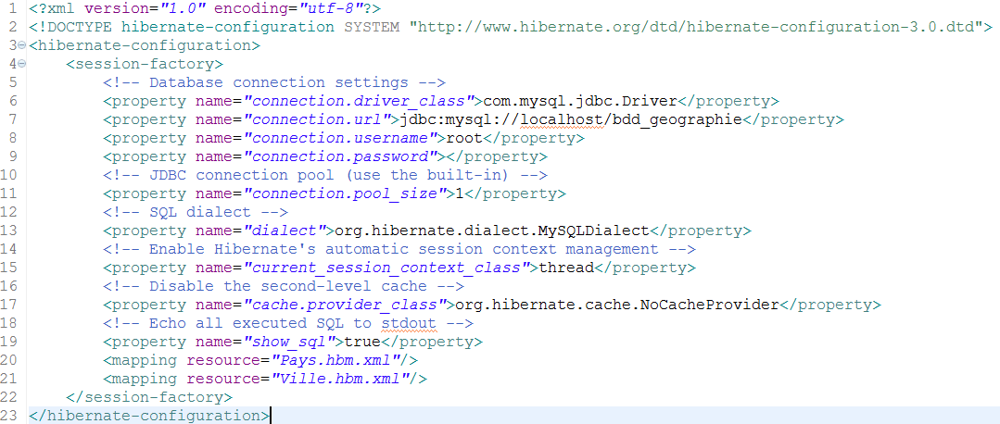 1 <?xml version="1.0" encoding="utf-8"?>
2 <!DOCTYPE hibernate-configuration SYSTEM "http://www.hibernate.org/dtd/hibernate-configuration-3.0.dtd">
3 <hibernate-configuration>
4     <session-factory>
5         <!-- Database connection settings -->
6         <property name="connection.driver_class">com.mysql.jdbc.Driver</property>
7         <property name="connection.url">jdbc:mysql://localhost/bdd_geographie</property>
8         <property name="connection.username">root</property>
9         <property name="connection.password"></property>
10         <!-- JDBC connection pool (use the built-in) -->
11         <property name="connection.pool_size">1</property>
12         <!-- SQL dialect -->
13         <property name="dialect">org.hibernate.dialect.MySQLDialect</property>
14         <!-- Enable Hibernate's automatic session context management -->
15         <property name="current_session_context_class">thread</property>
16         <!-- Disable the second-level cache -->
17         <property name="cache.provider_class">org.hibernate.cache.NoCacheProvider</property>
18         <!-- Echo all executed SQL to stdout -->
19         <property name="show_sql">true</property>
20         <mapping resource="Pays.hbm.xml"/>
21         <mapping resource="Ville.hbm.xml"/>
22     </session-factory>
23 </hibernate-configuration>